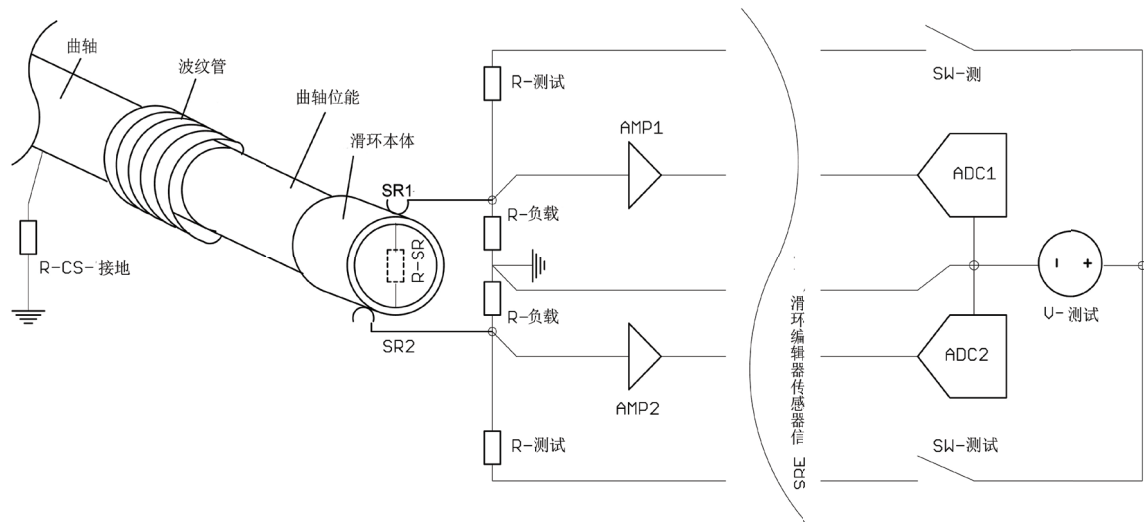 曲轴
波纹管
曲轴位能
滑环本体
R-CS-接地
SR1
R-SR
SR2
R-测试
AMP1
R-负载
R-负载
AMP2
R-测试
SW-测
ADC1
- +
V-测试
ADC2
SW-测试
滑环编辑器传感器信 SRE